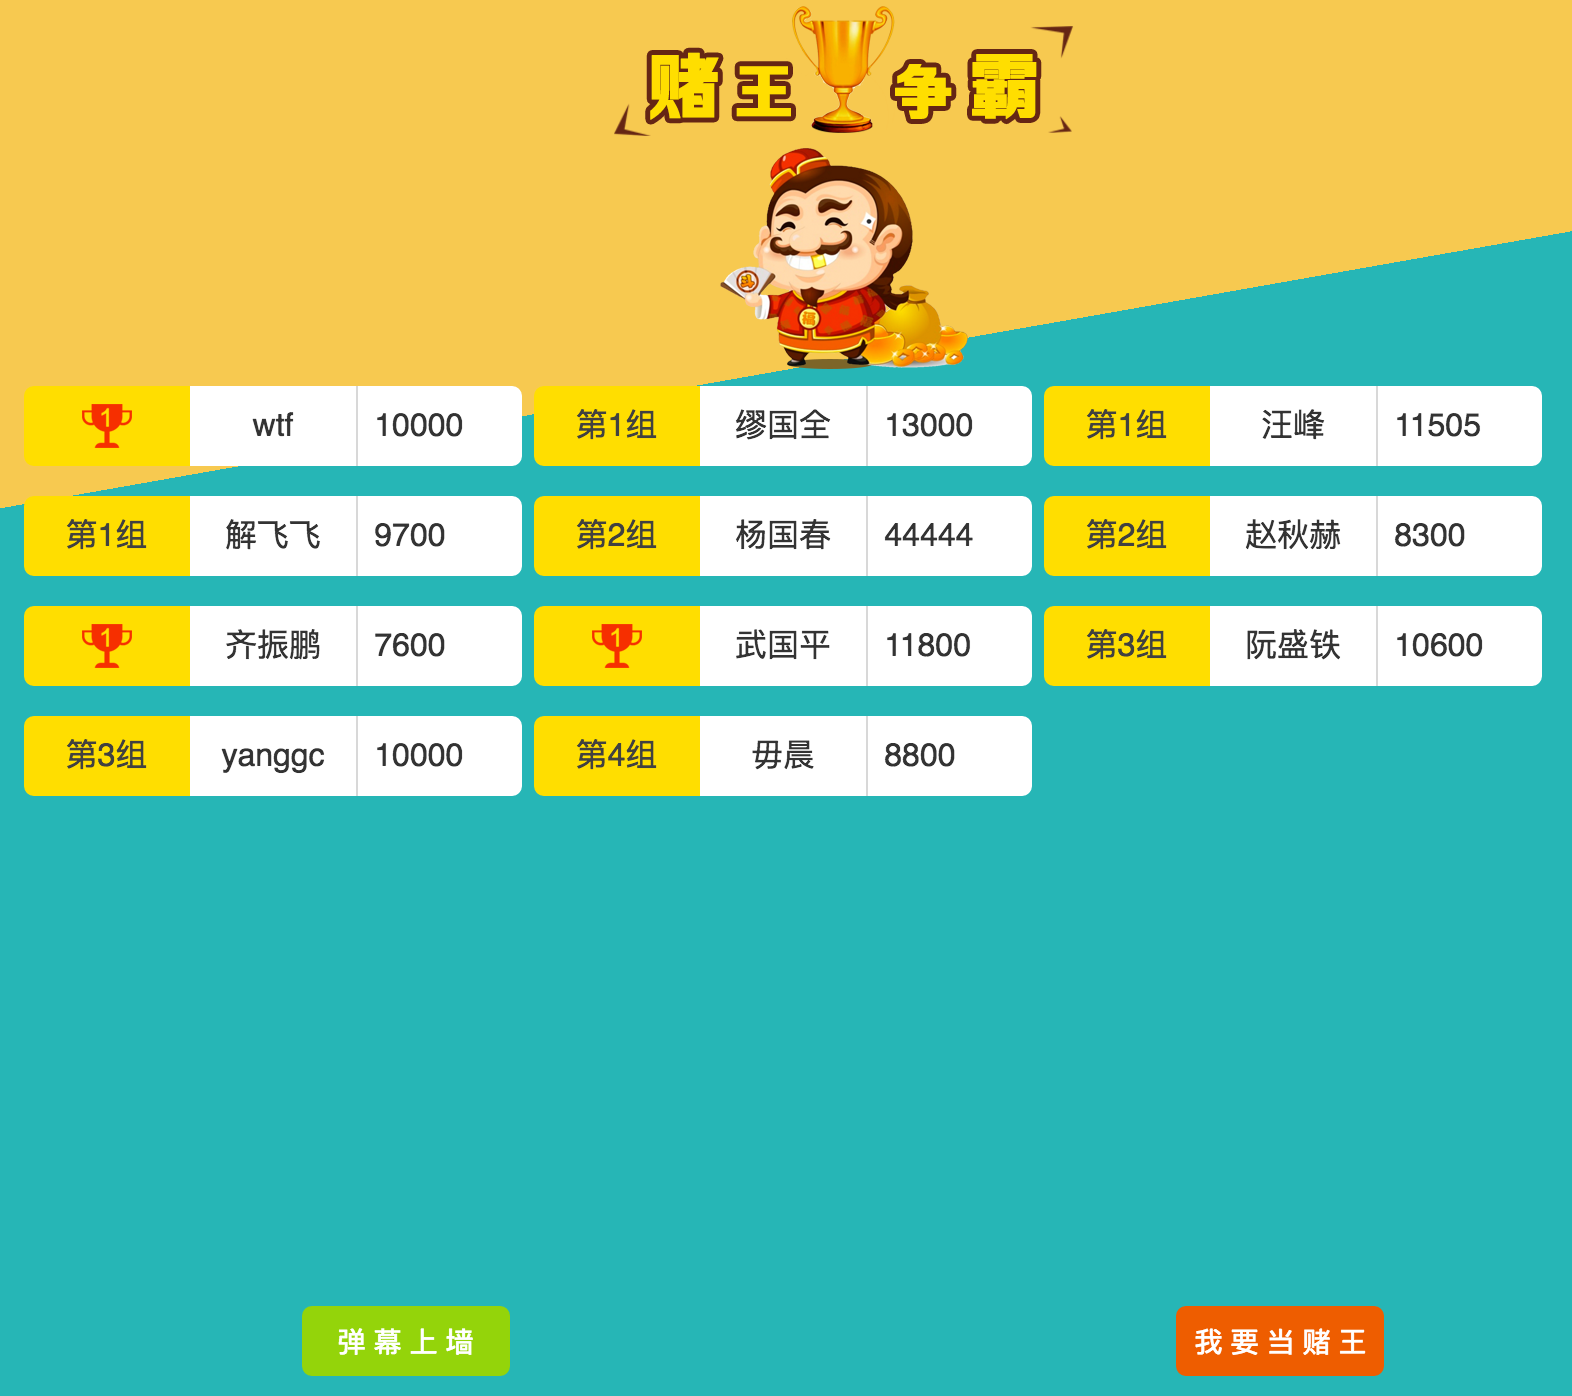 赌王争霸
斗
福
1 wtf 10000 第1组 缪国全 13000 第1组 汪峰 11505
第1组 解飞飞 9700 第2组 杨国春 44444 第2组 赵秋赫 8300
1 齐振鹏 7600 1 武国平 11800 第3组 阮盛铁 10600
第3组 yanggc 10000 第4组 毋晨 8800
弹幕上墙 我要当赌王